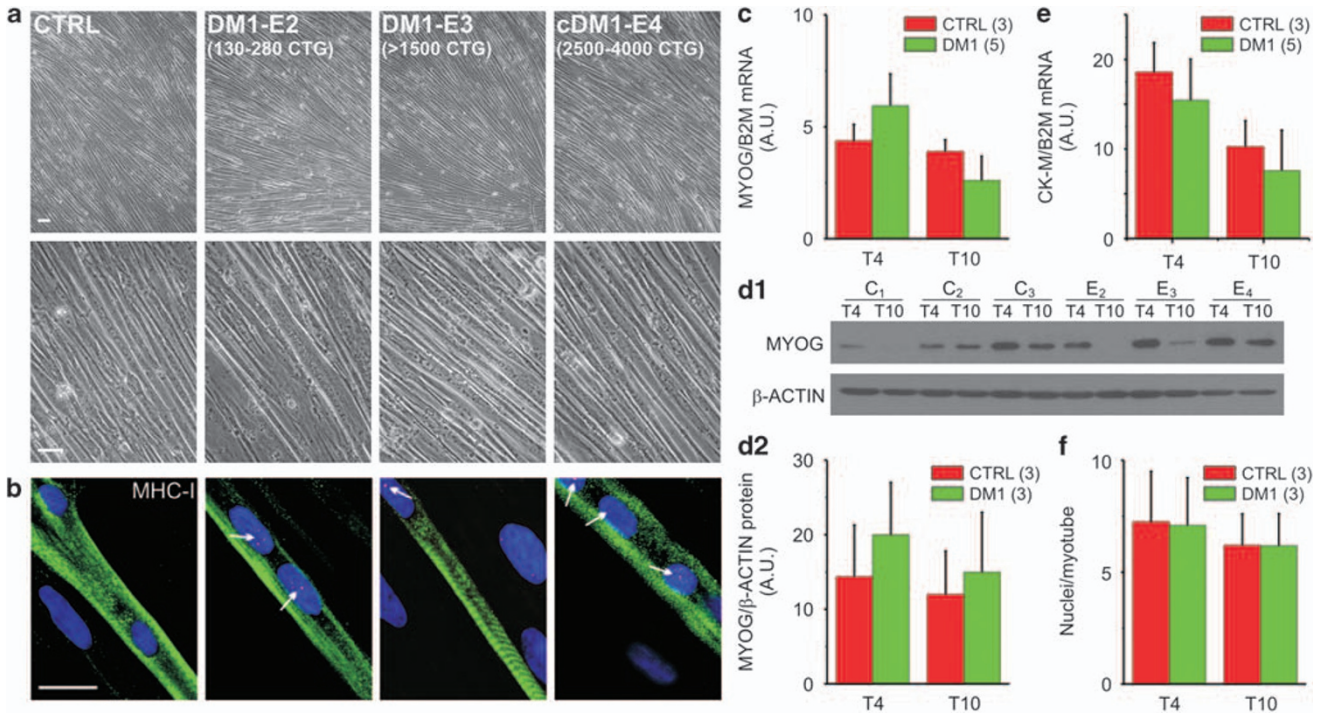 a
CTRL
DM1-E2
(130-280 CTG)
DM1-E3
(>1500 CTG)
cDM1-E4
(2500-4000 CTG)
b
MHC-I
c
10
5
0
MYOG/B2M mRNA
(A.U.)
CTRL (3)
DM1 (5)
T4 T10
e
20
10
0
CK-M/B2M mRNA
(A.U.)
CTRL (3)
DM1 (5)
T4 T10
d1
C1 C2 C3 E2 E3 E4
T4 T10 T4 T10 T4 T10 T4 T10 T4 T10 T4 T10
MYOG
β-ACTIN
d2
30
20
10
0
MYOG/β-ACTIN protein
(A.U.)
CTRL (3)
DM1 (3)
T4 T10
f
10
5
0
Nuclei/myotube
CTRL (3)
DM1 (3)
T4 T10